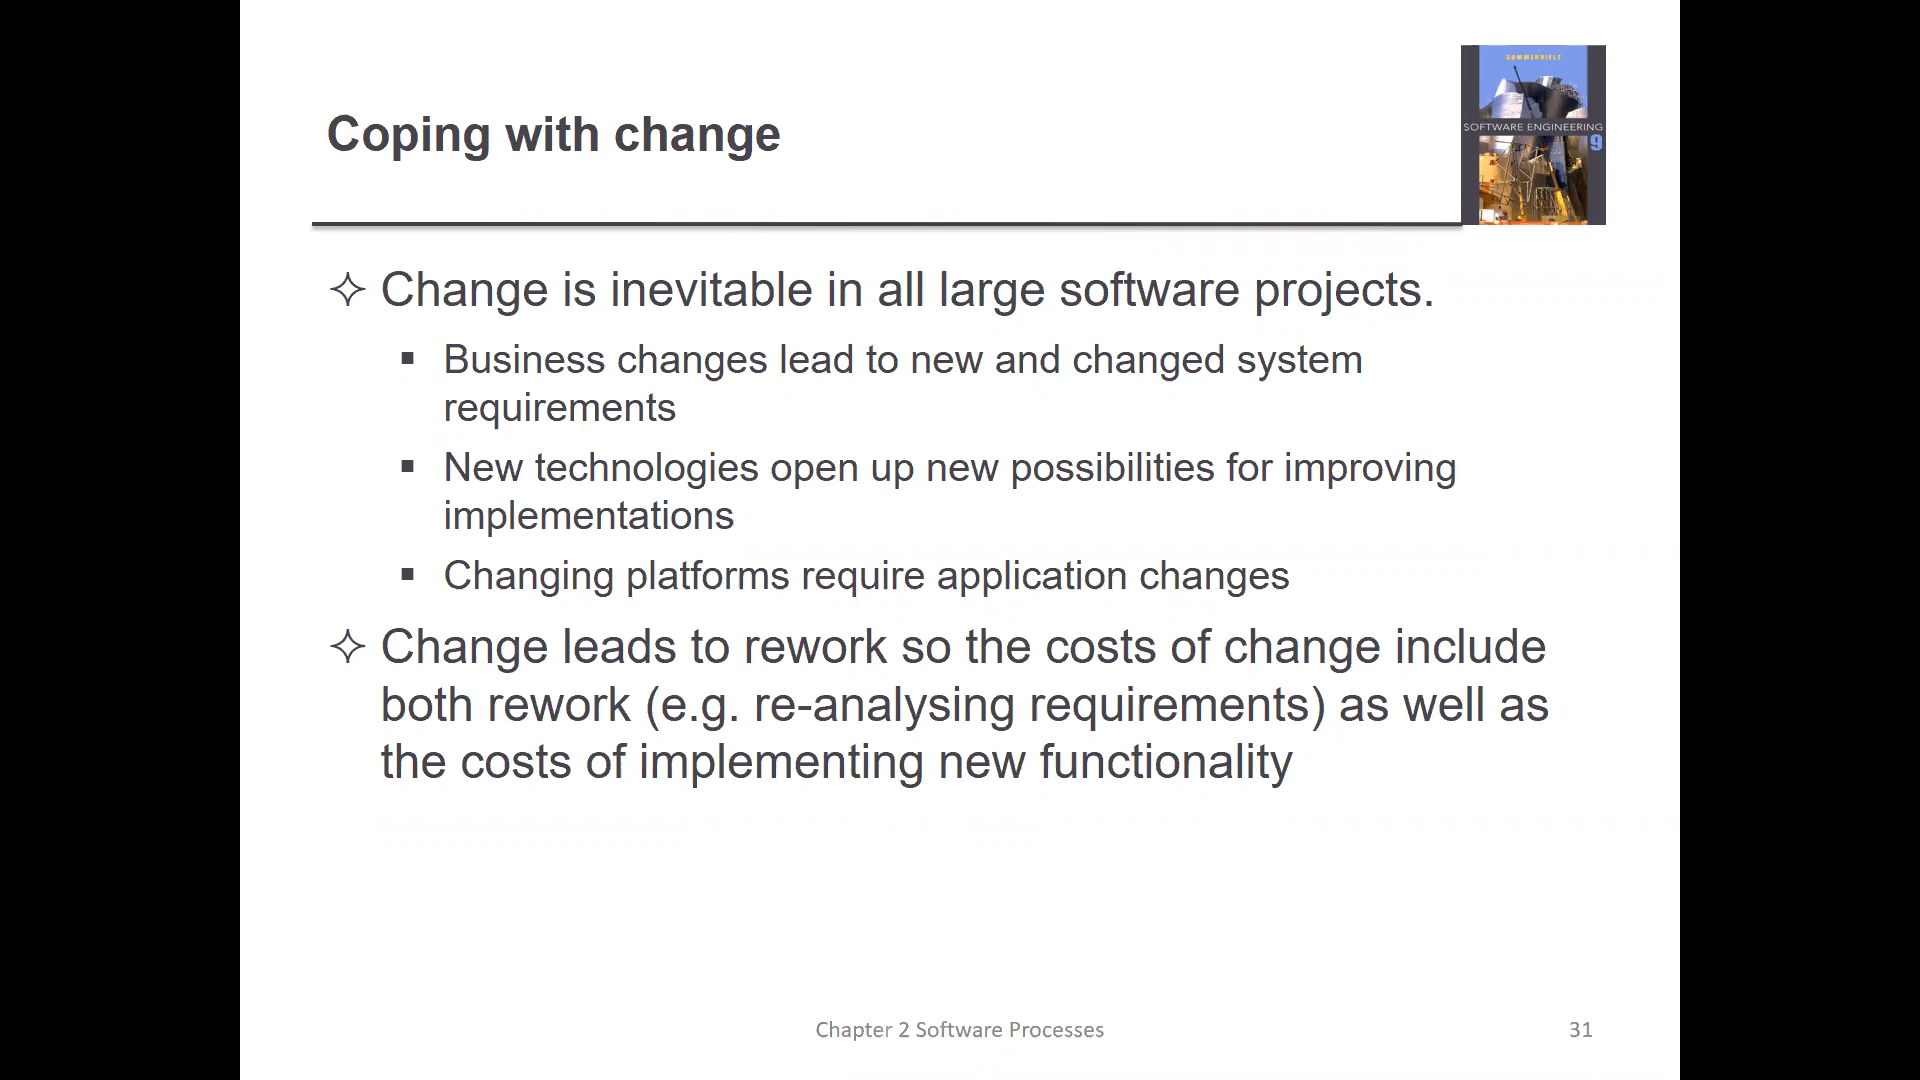 SOMMERVILLE
SOFTWARE ENGINEERING
9
Coping with change
✧ Change is inevitable in all large software projects.
▪ Business changes lead to new and changed system
requirements
▪ New technologies open up new possibilities for improving
implementations
▪ Changing platforms require application changes
✧ Change leads to rework so the costs of change include
both rework (e.g. re-analysing requirements) as well as
the costs of implementing new functionality
Chapter 2 Software Processes
31